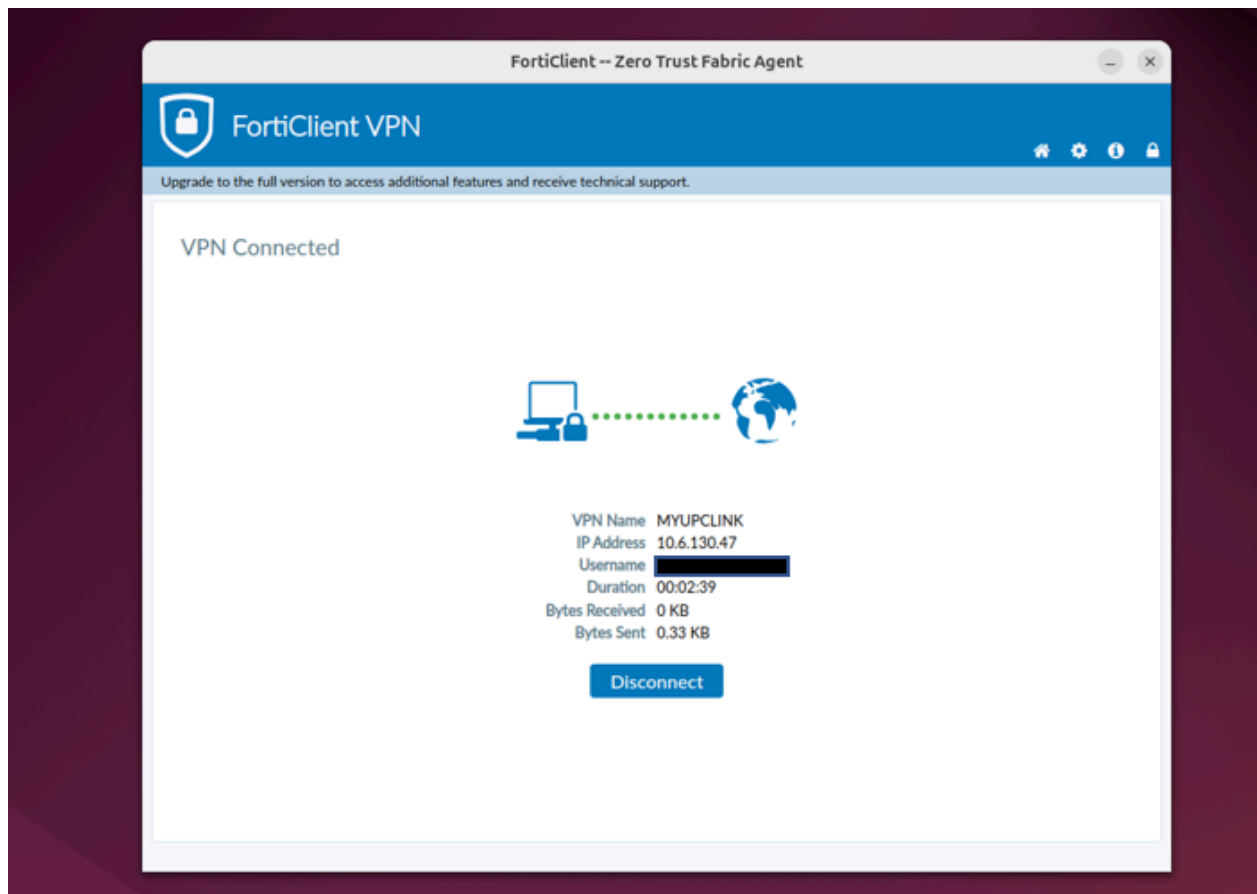 FortiClient -- Zero Trust Fabric Agent
FortiClient VPN
Upgrade to the full version to access additional features and receive technical support.
VPN Connected
VPN Name MYUPCLINK
IP Address 10.6.130.47
Username
Duration 00:02:39
Bytes Received 0 KB
Bytes Sent 0.33 KB
Disconnect